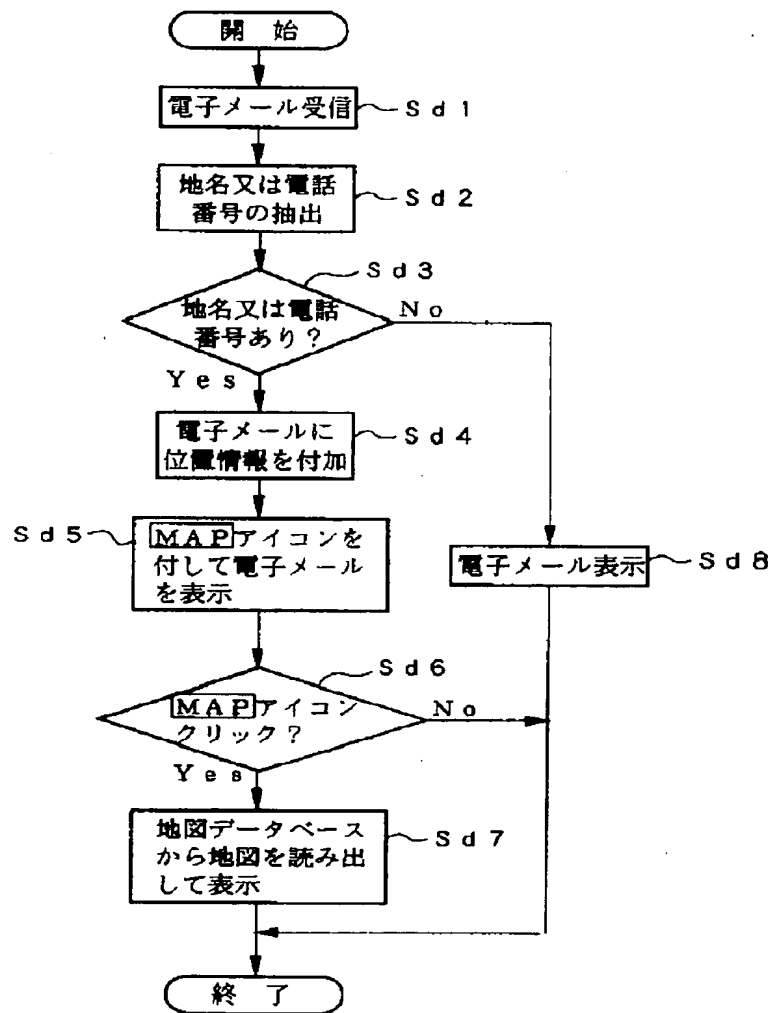 開 始
電子メール受信
Sd1
地名又は電話
番号の抽出
Sd2
Sd3
地名又は電話
番号あり?
No
Yes
電子メールに
位置情報を付加
Sd4
Sd5
MAPアイコンを
付して電子メール
を表示
電子メール表示
Sd8
Sd6
MAPアイコン
クリック?
No
Yes
地図データベース
から地図を読み出
して表示
Sd7
終 了